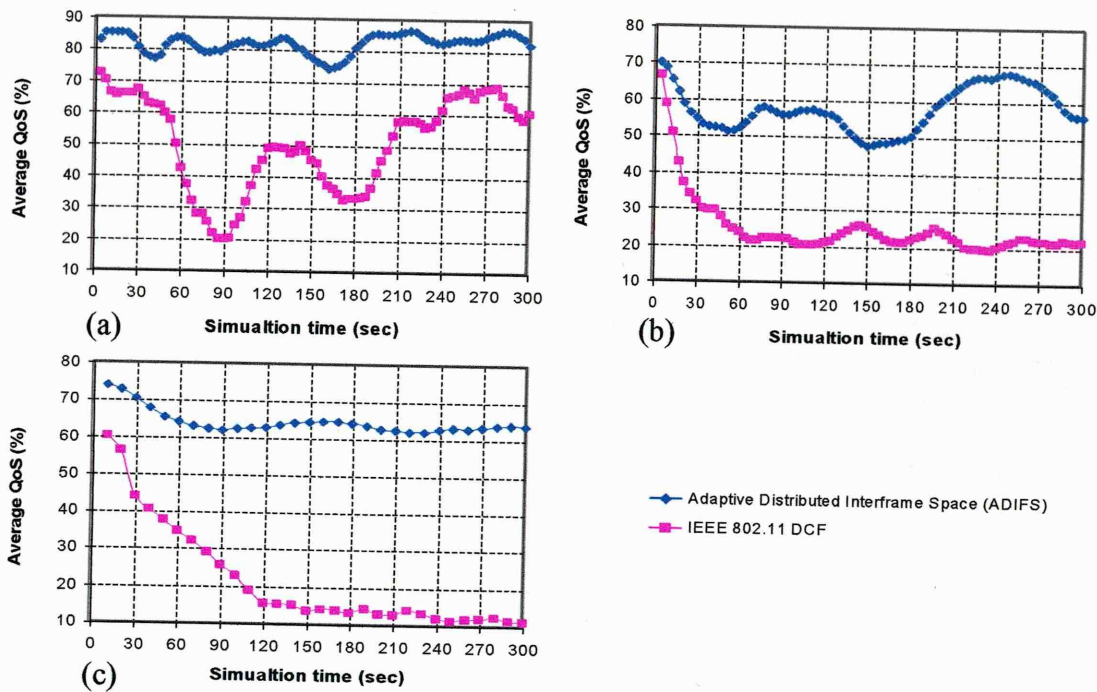 90
80
70
60
50
40
30
20
10
Average QoS (%)
0 30 60 90 120 150 180 210 240 270 300
(a) Simualtion time (sec)
80
70
60
50
40
30
20
10
Average QoS (%)
0 30 60 90 120 150 180 210 240 270 300
(b) Simualtion time (sec)
80
70
60
50
40
30
20
10
Average QoS (%)
0 30 60 90 120 150 180 210 240 270 300
(c) Simualtion time (sec)
Adaptive Distributed Interframe Space (ADIFS)
IEEE 802.11 DCF